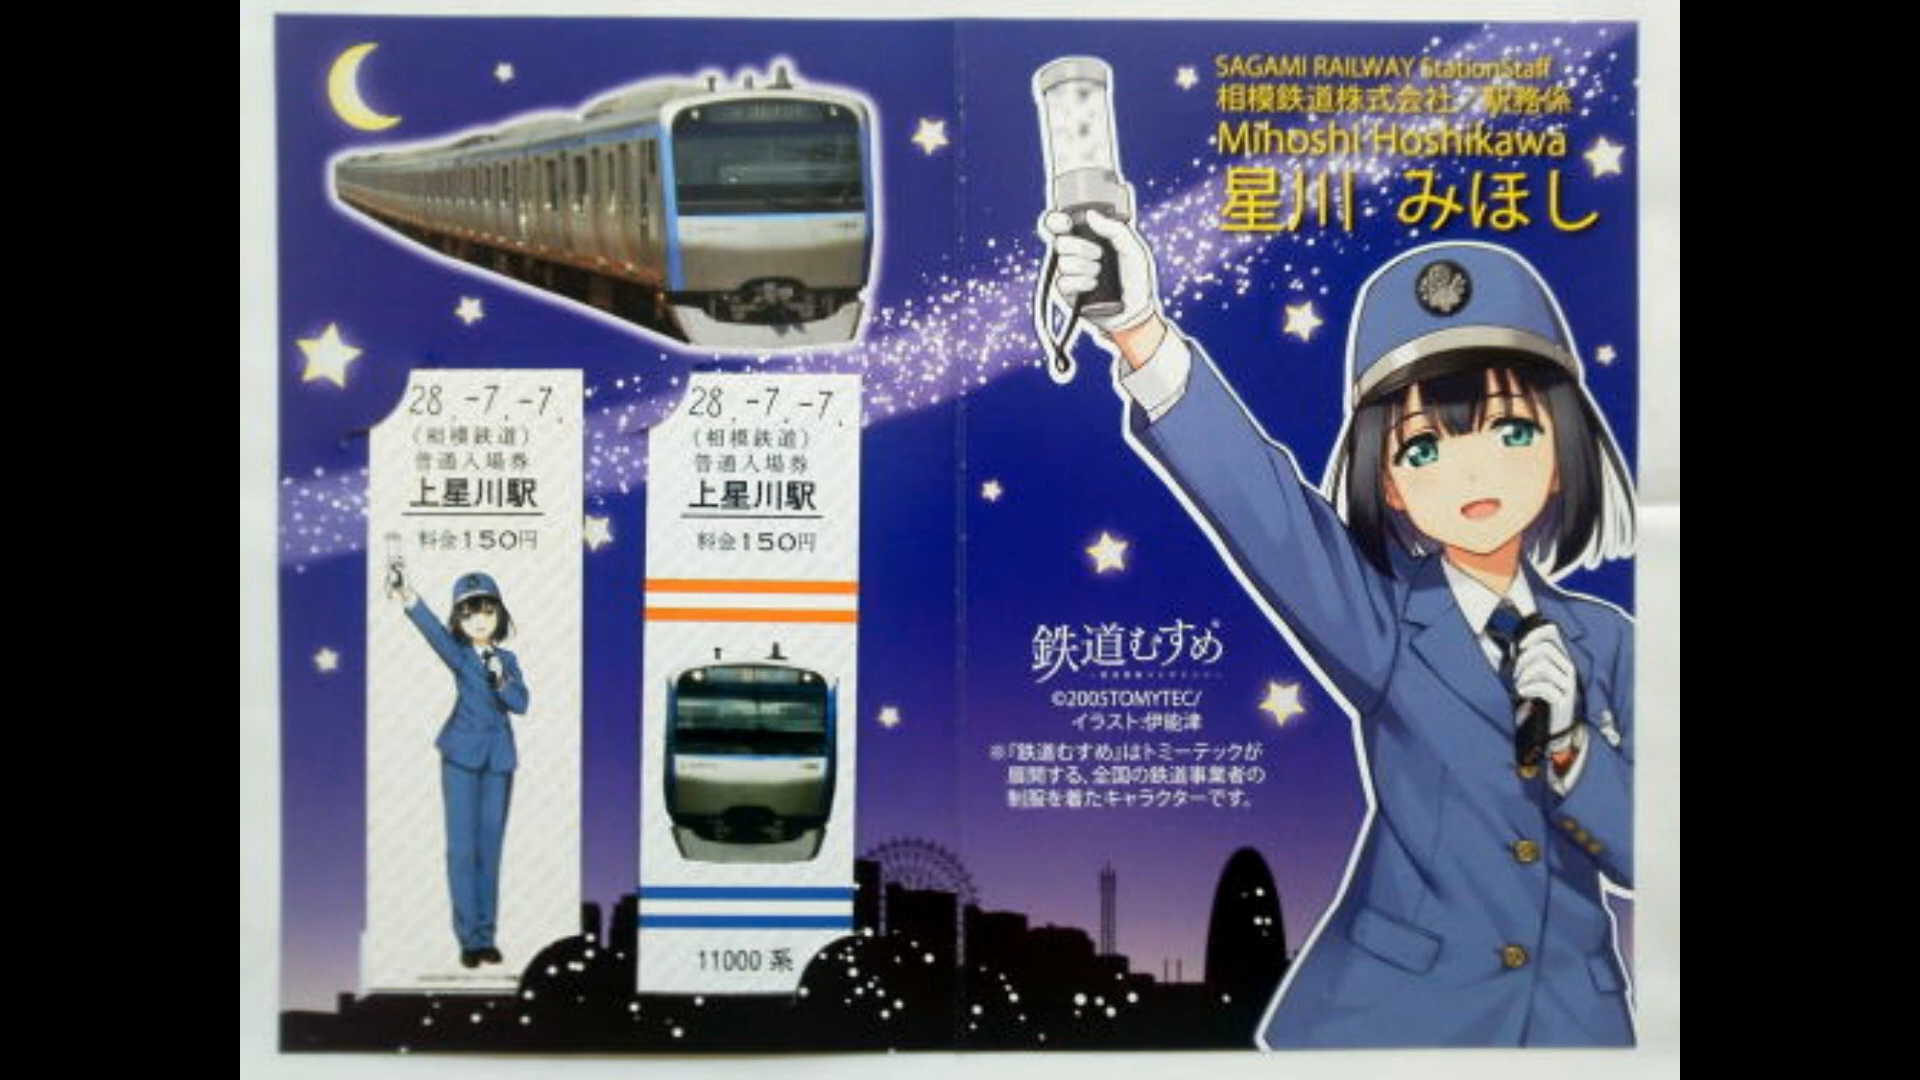 28.-7.-7.
(相模鉄道)
普通入場券
上星川駅
料金150円
28.-7.-7.
(相模鉄道)
普通入場券
上星川駅
料金150円
11000 系
SAGAMI RAILWAY StationStaff
相模鉄道株式会社/駅務係
Mihoshi Hoshikawa
星川 みほし
鉄道むすめ
©2005TOMYTEC/
イラスト:伊能津
※『鉄道むすめ』はトミーテックが
展開する、全国の鉄道事業者の
制服を着たキャラクターです。